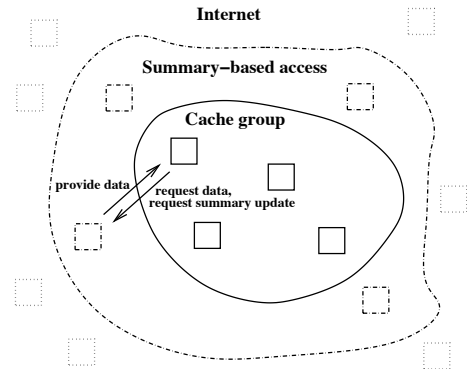 Internet
Summary−based access
Cache group
provide data
request data,
request summary update